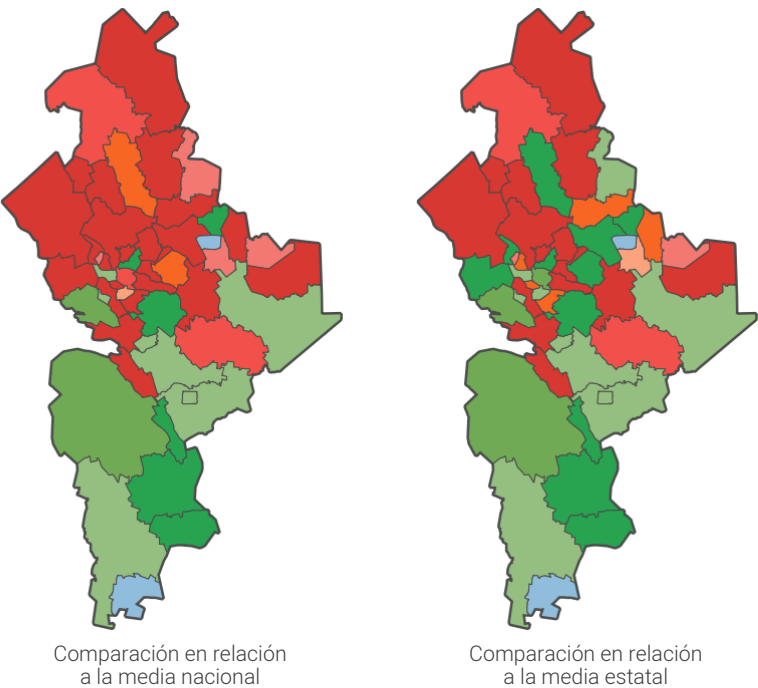 Comparación en relación
a la media nacional
Comparación en relación
a la media estatal